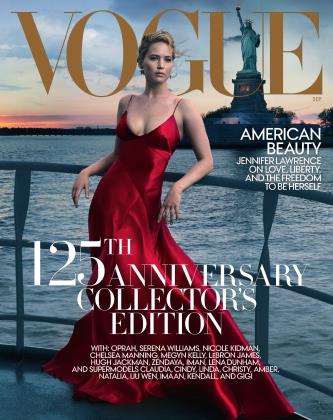 VOGUE
SEP
AMERICAN
BEAUTY
JENNIFER LAWRENCE
ON LOVE, LIBERTY,
AND THE FREEDOM
TO BE HERSELF
125TH
ANNIVERSARY
COLLECTOR'S
EDITION
WITH: OPRAH, SERENA WILLIAMS, NICOLE KIDMAN,
CHELSEA MANNING, MEGYN KELLY, LEBRON JAMES,
HUGH JACKMAN, ZENDAYA, IMAN, LENA DUNHAM,
AND SUPERMODELS CLAUDIA, CINDY, LINDA, CHRISTY, AMBER,
NATALIA, LIU WEN, IMAAN, KENDALL, AND GIGI